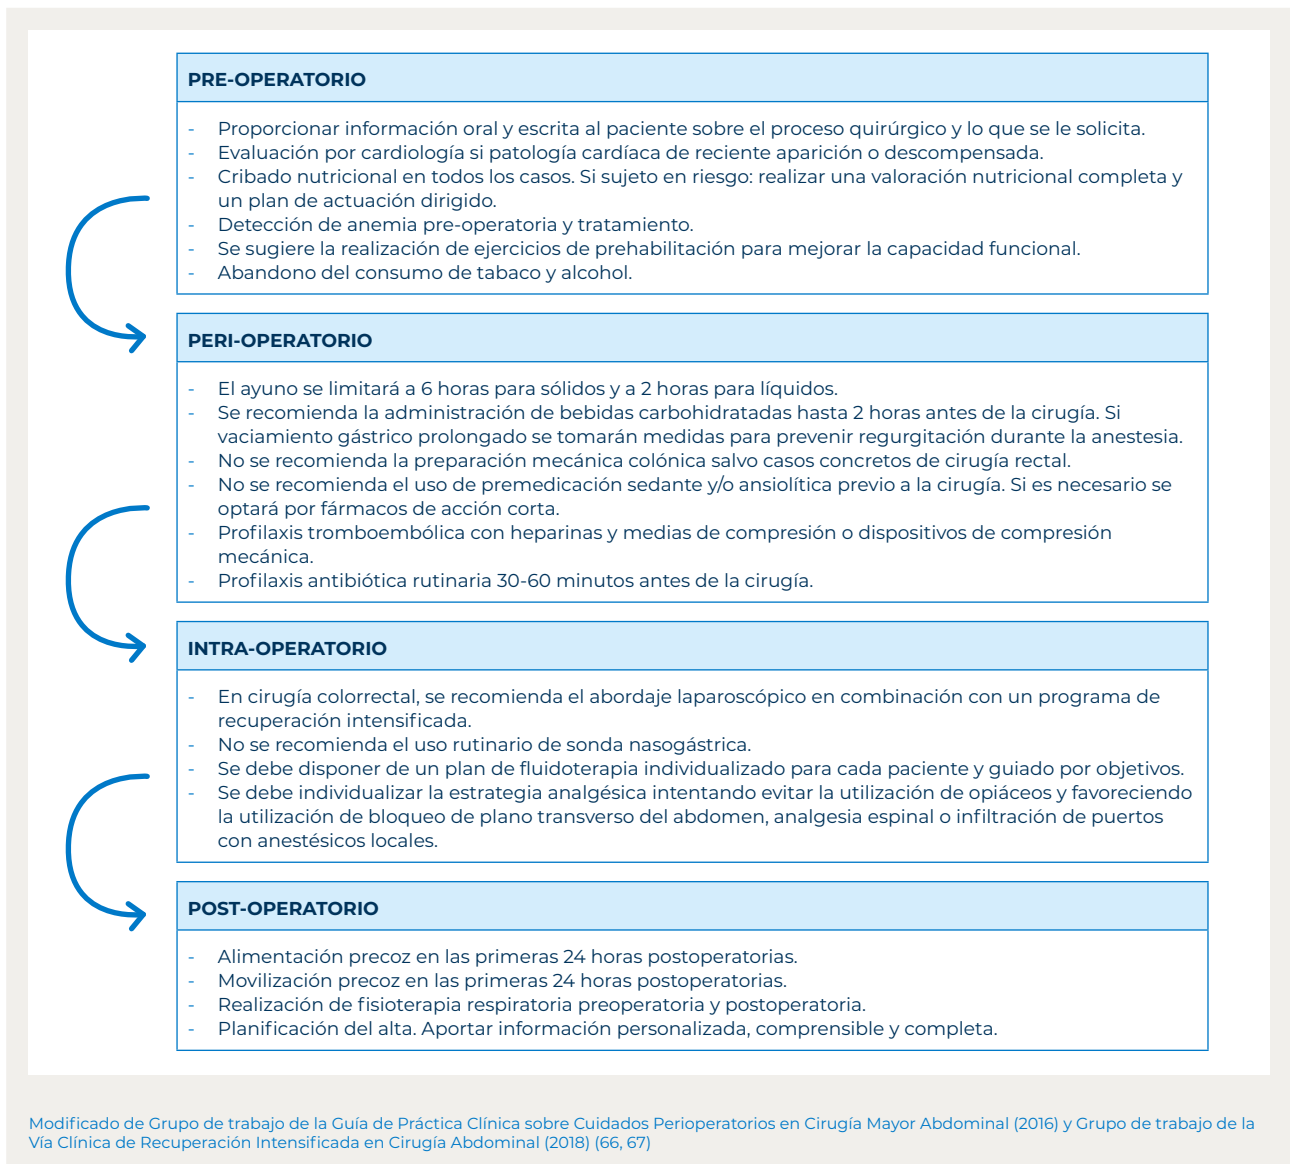 PRE-OPERATORIO
- Proporcionar información oral y escrita al paciente sobre el proceso quirúrgico y lo que se le solicita.
- Evaluación por cardiología si patología cardíaca de reciente aparición o descompensada.
- Cribado nutricional en todos los casos. Si sujeto en riesgo: realizar una valoración nutricional completa y
un plan de actuación dirigido.
- Detección de anemia pre-operatoria y tratamiento.
- Se sugiere la realización de ejercicios de prehabilitación para mejorar la capacidad funcional.
- Abandono del consumo de tabaco y alcohol.
PERI-OPERATORIO
- El ayuno se limitará a 6 horas para sólidos y a 2 horas para líquidos.
- Se recomienda la administración de bebidas carbohidratadas hasta 2 horas antes de la cirugía. Si
vaciamiento gástrico prolongado se tomarán medidas para prevenir regurgitación durante la anestesia.
- No se recomienda la preparación mecánica colónica salvo casos concretos de cirugía rectal.
- No se recomienda el uso de premedicación sedante y/o ansiolítica previo a la cirugía. Si es necesario se
optará por fármacos de acción corta.
- Profilaxis tromboembólica con heparinas y medias de compresión o dispositivos de compresión
mecánica.
- Profilaxis antibiótica rutinaria 30-60 minutos antes de la cirugía.
INTRA-OPERATORIO
- En cirugía colorrectal, se recomienda el abordaje laparoscópico en combinación con un programa de
recuperación intensificada.
- No se recomienda el uso rutinario de sonda nasogástrica.
- Se debe disponer de un plan de fluidoterapia individualizado para cada paciente y guiado por objetivos.
- Se debe individualizar la estrategia analgésica intentando evitar la utilización de opiáceos y favoreciendo
la utilización de bloqueo de plano transverso del abdomen, analgesia espinal o infiltración de puertos
con anestésicos locales.
POST-OPERATORIO
- Alimentación precoz en las primeras 24 horas postoperatorias.
- Movilización precoz en las primeras 24 horas postoperatorias.
- Realización de fisioterapia respiratoria preoperatoria y postoperatoria.
- Planificación del alta. Aportar información personalizada, comprensible y completa.
Modificado de Grupo de trabajo de la Guía de Práctica Clínica sobre Cuidados Perioperatorios en Cirugía Mayor Abdominal (2016) y Grupo de trabajo de la
Vía Clínica de Recuperación Intensificada en Cirugía Abdominal (2018) (66, 67)